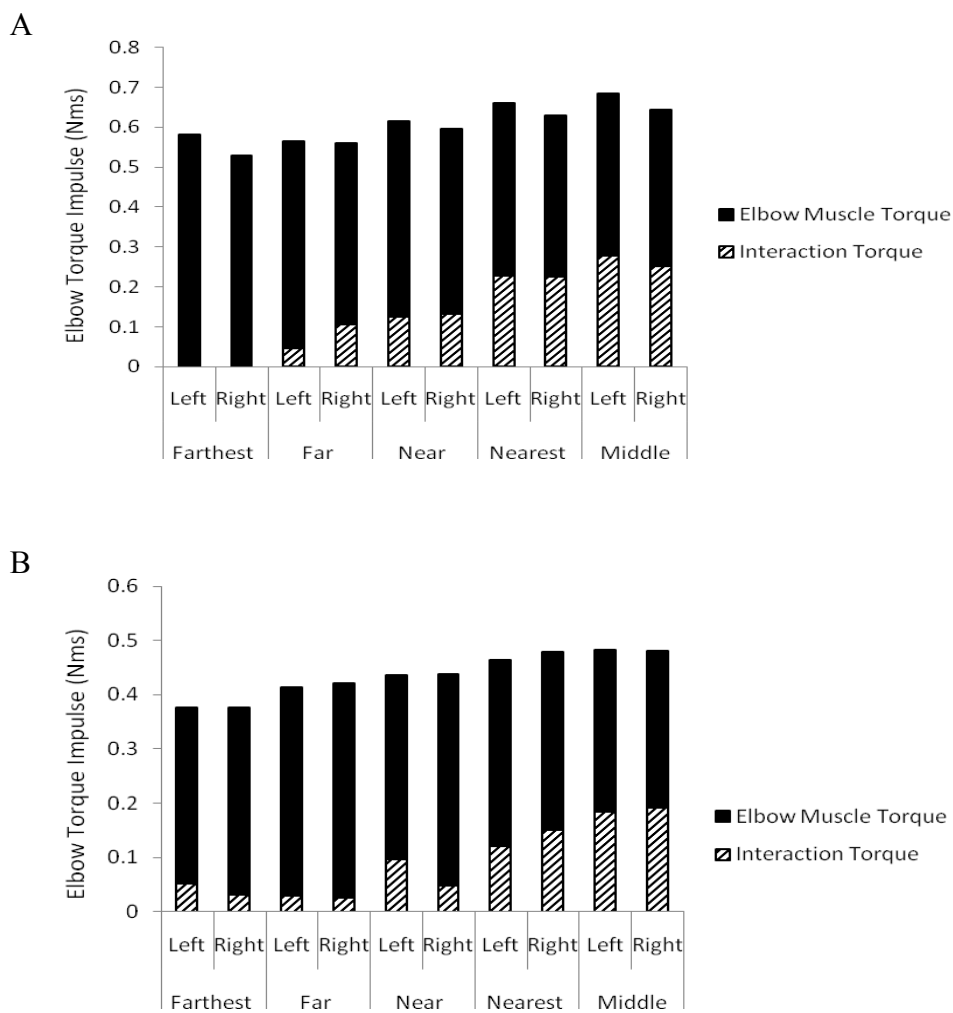 A
0.8
0.7
0.6
0.5
0.4
0.3
0.2
0.1
0
Elbow Torque Impulse (Nms)
Left Right Left Right Left Right Left Right Left Right
Farthest Far Near Nearest Middle
Elbow Muscle Torque
Interaction Torque
B
0.6
0.5
0.4
0.3
0.2
0.1
0
Elbow Torque Impulse (Nms)
Left Right Left Right Left Right Left Right Left Right
Farthest Far Near Nearest Middle
Elbow Muscle Torque
Interaction Torque